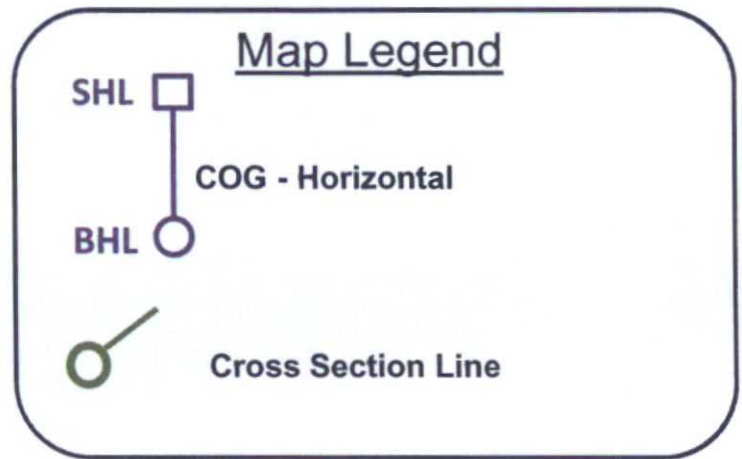 Map Legend
SHL
COG - Horizontal
BHL
Cross Section Line